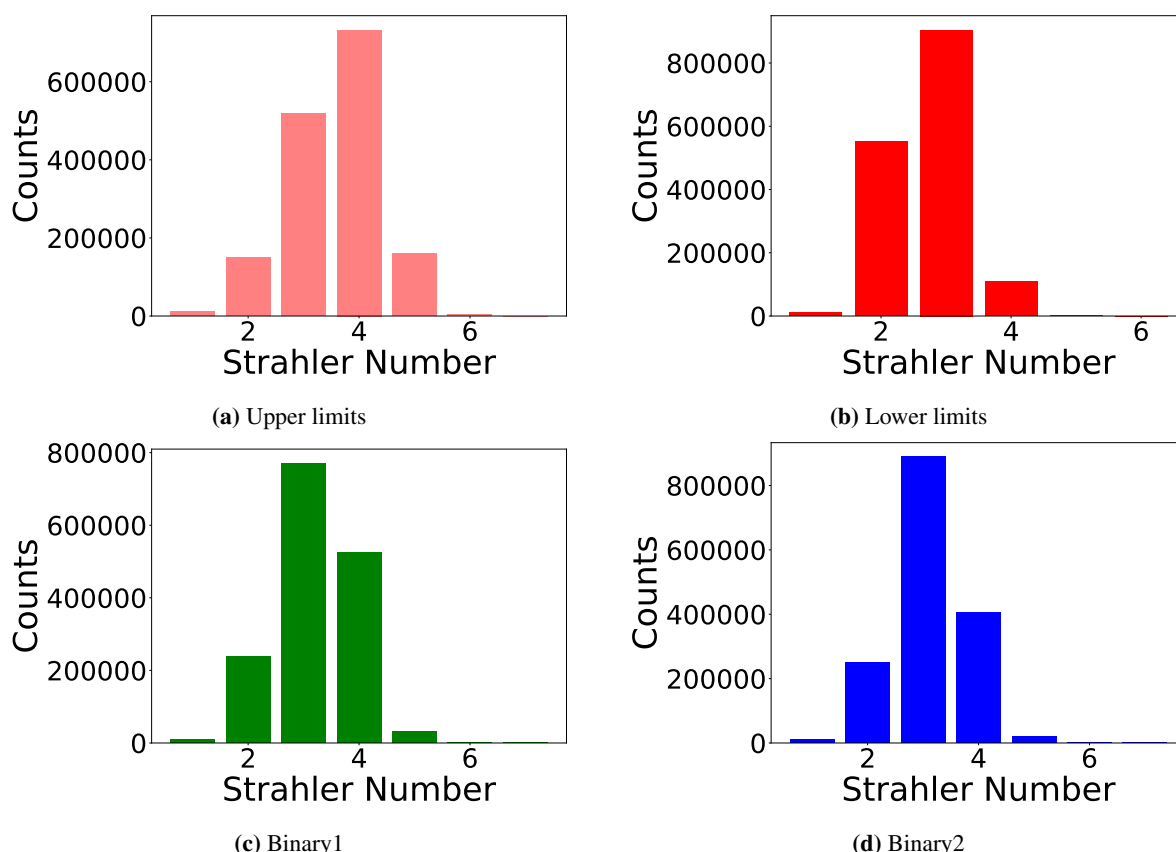 600000
400000
200000
0
Counts
2 4 6
Strahler Number
(a) Upper limits
800000
600000
400000
200000
0
Counts
2 4 6
Strahler Number
(b) Lower limits
800000
600000
400000
200000
0
Counts
2 4 6
Strahler Number
(c) Binary1
800000
600000
400000
200000
0
Counts
2 4 6
Strahler Number
(d) Binary2